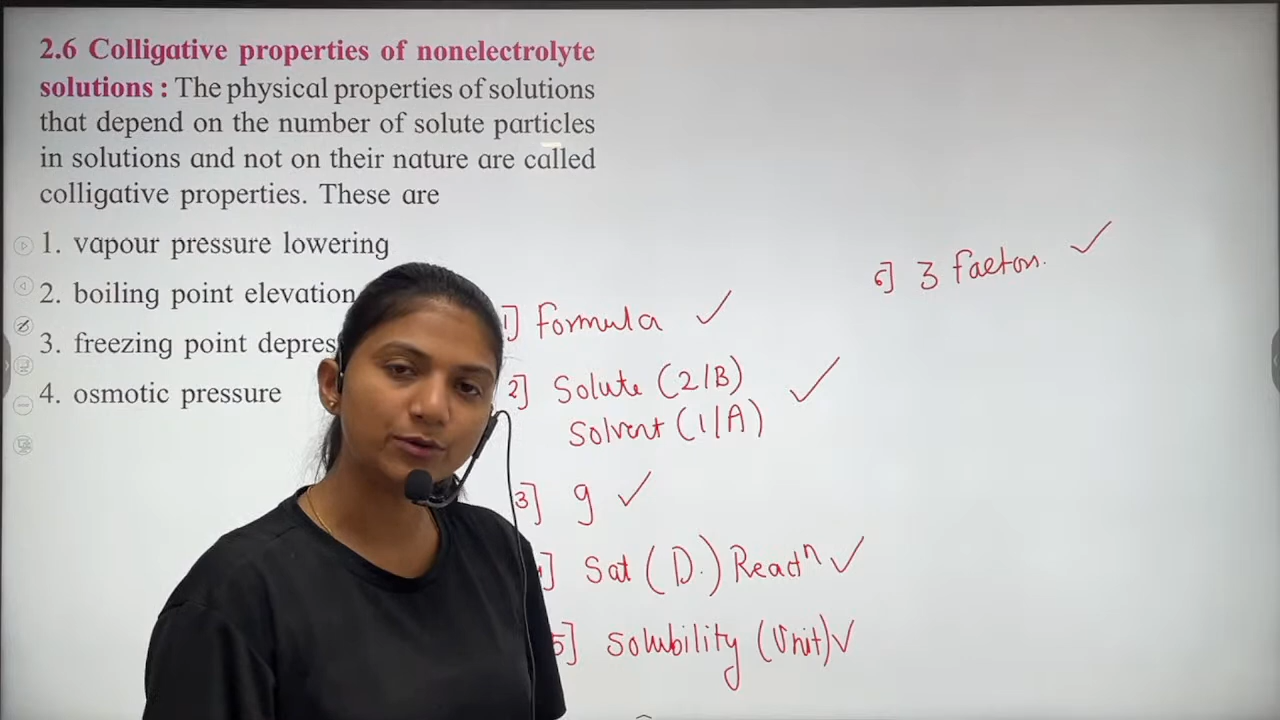 2.6 Colligative properties of nonelectrolyte
solutions : The physical properties of solutions
that depend on the number of solute particles
in solutions and not on their nature are called
colligative properties. These are
1. vapour pressure lowering
2. boiling point elevation
3. freezing point depres
4. osmotic pressure
1] Formula ✓
2] Solute (2/B) ✓
Solvent (1/A)
3] g ✓
] Sat (D.) Reactⁿ ✓
5] Solubility (Unit) ✓
6] 3 factors. ✓